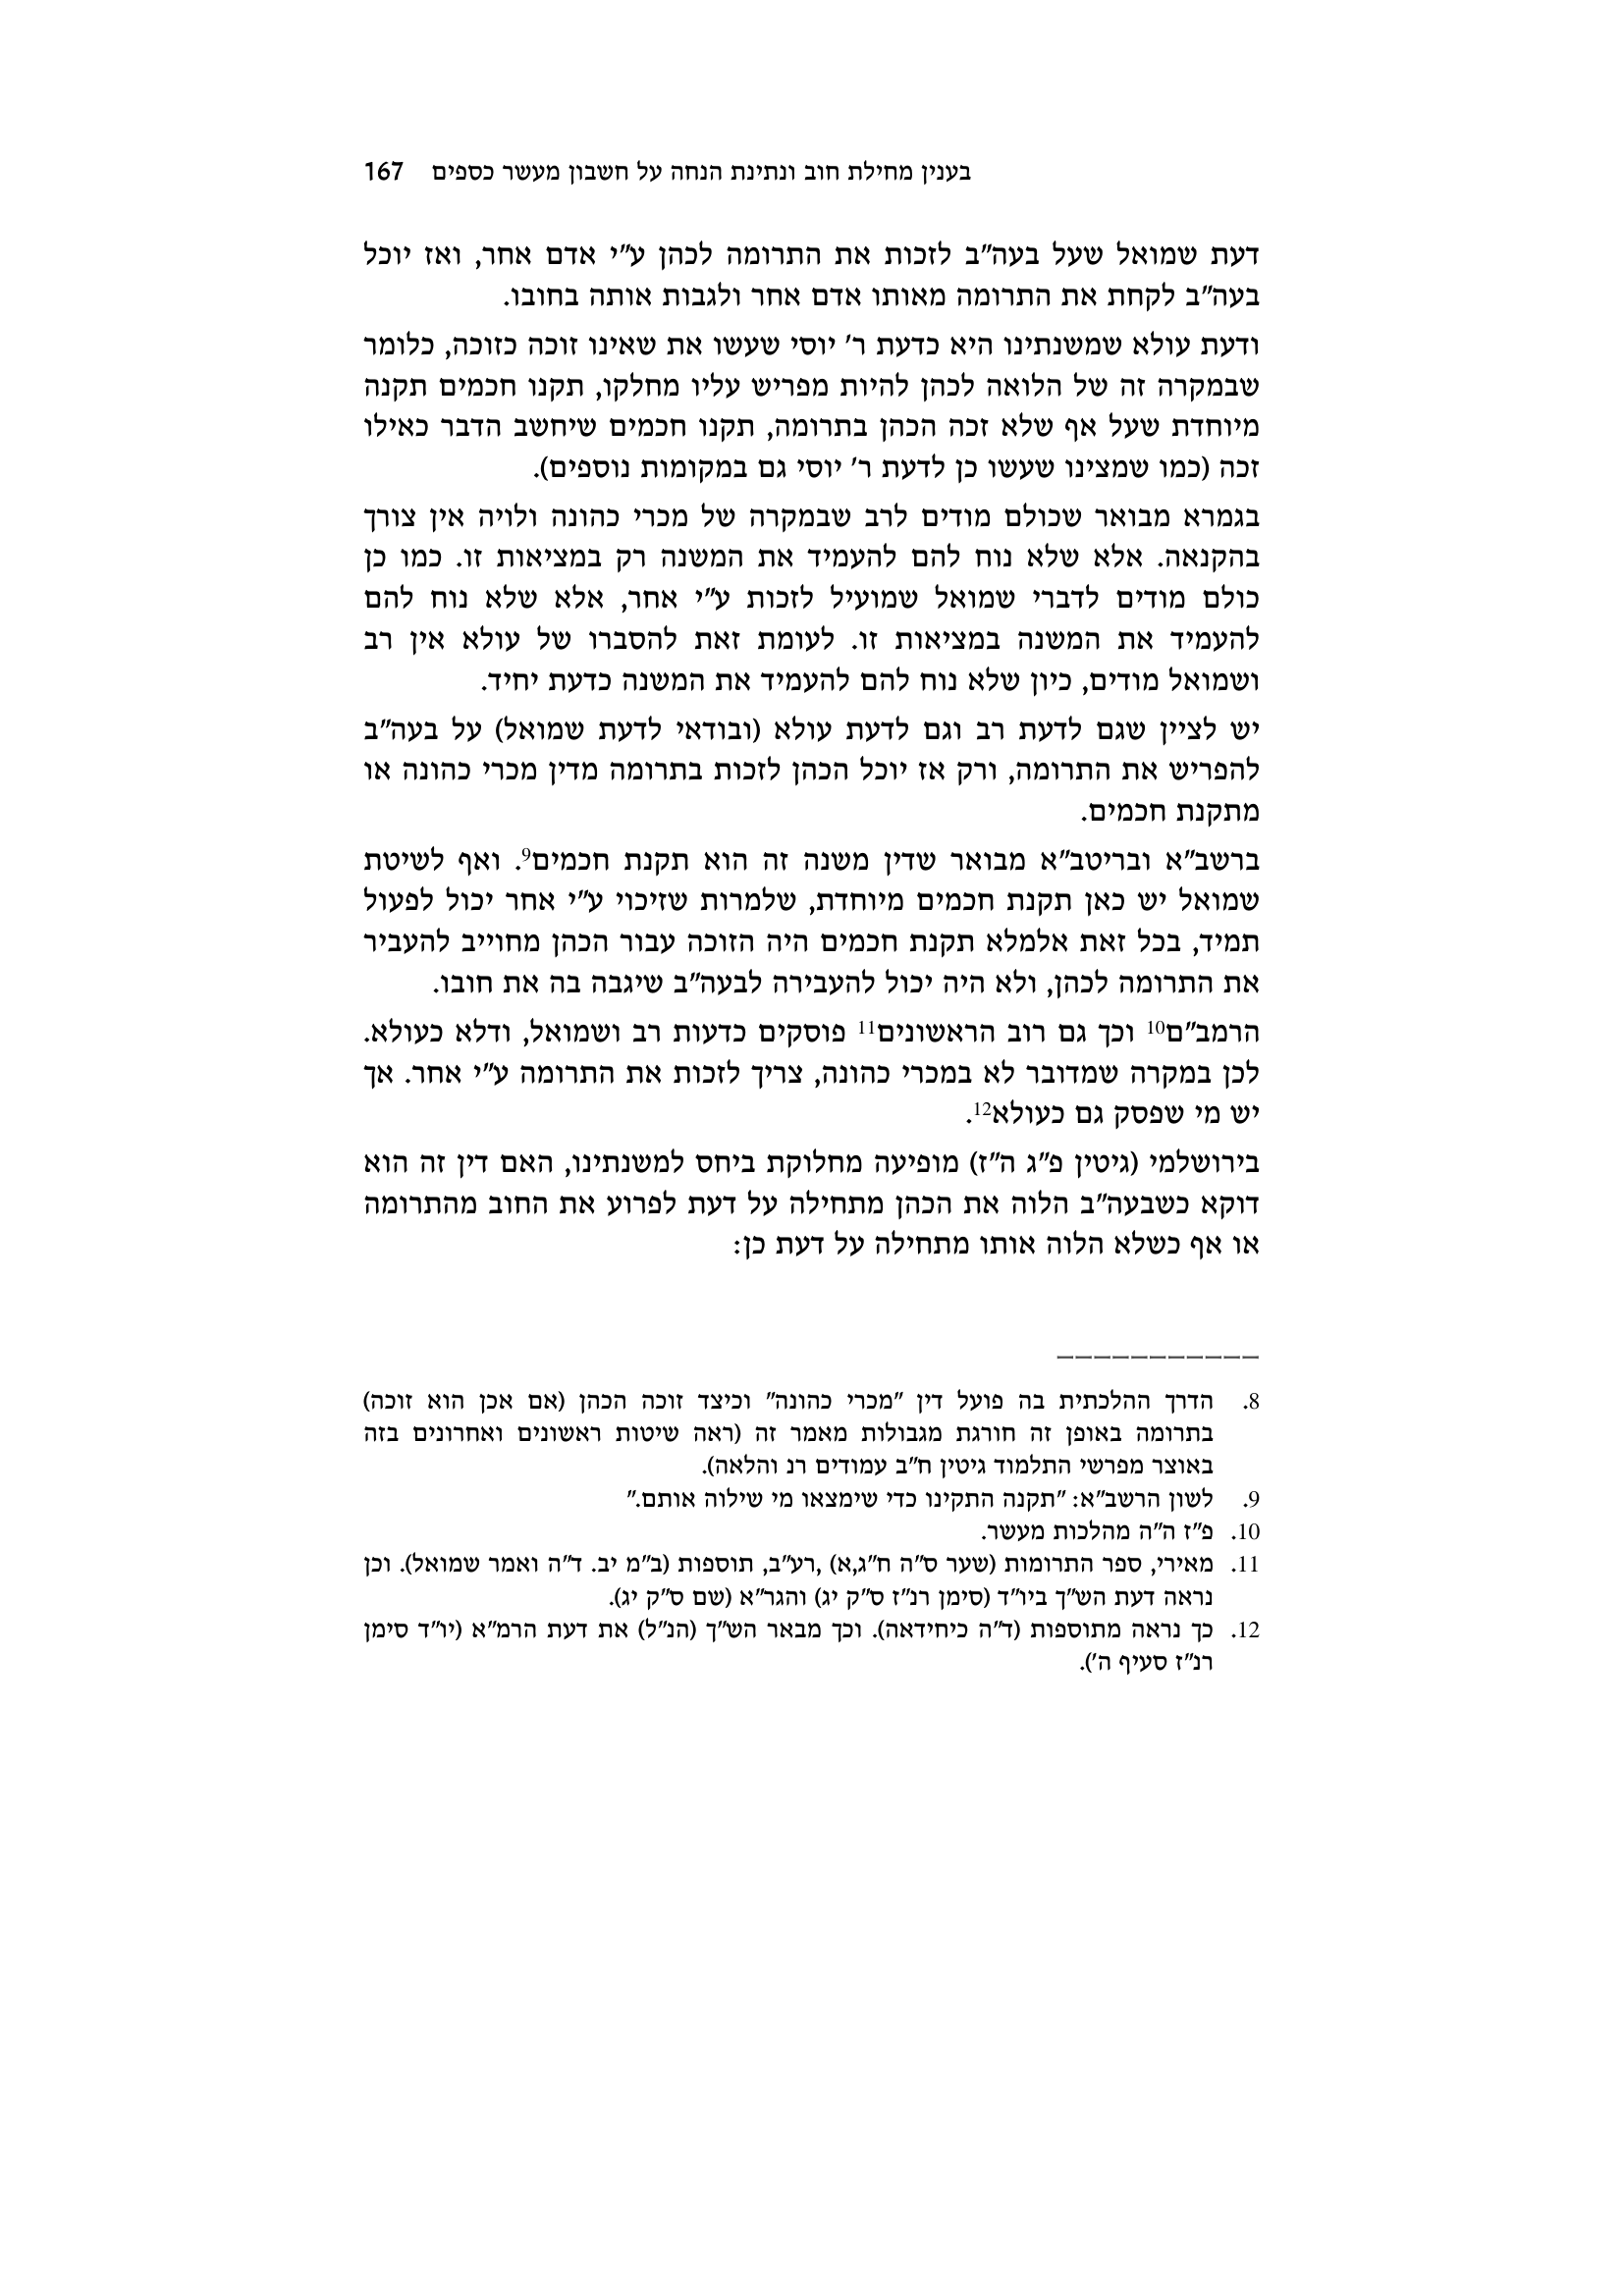 בענין מחילת חוב ונתינת הנחה על חשבון מעשר כספים 167
דעת שמואל שעל בעה"ב לזכות את התרומה לכהן ע"י אדם אחר, ואז יוכל
בעה"ב לקחת את התרומה מאותו אדם אחר ולגבות אותה בחובו.
ודעת עולא שמשנתינו היא כדעת ר' יוסי שעשו את שאינו זוכה כזוכה, כלומר
שבמקרה זה של הלואה לכהן להיות מפריש עליו מחלקו, תקנו חכמים תקנה
מיוחדת שעל אף שלא זכה הכהן בתרומה, תקנו חכמים שיחשב הדבר כאילו
זכה (כמו שמצינו שעשו כן לדעת ר' יוסי גם במקומות נוספים).
בגמרא מבואר שכולם מודים לרב שבמקרה של מכרי כהונה ולויה אין צורך
בהקנאה. אלא שלא נוח להם להעמיד את המשנה רק במציאות זו. כמו כן
כולם מודים לדברי שמואל שמועיל לזכות ע"י אחר, אלא שלא נוח להם
להעמיד את המשנה במציאות זו. לעומת זאת להסברו של עולא אין רב
ושמואל מודים, כיון שלא נוח להם להעמיד את המשנה כדעת יחיד.
יש לציין שגם לדעת רב וגם לדעת עולא (ובודאי לדעת שמואל) על בעה"ב
להפריש את התרומה, ורק אז יוכל הכהן לזכות בתרומה מדין מכרי כהונה או
מתקנת חכמים.
ברשב"א ובריטב"א מבואר שדין משנה זה הוא תקנת חכמים9. ואף לשיטת
שמואל יש כאן תקנת חכמים מיוחדת, שלמרות שזיכוי ע"י אחר יכול לפעול
תמיד, בכל זאת אלמלא תקנת חכמים היה הזוכה עבור הכהן מחוייב להעביר
את התרומה לכהן, ולא היה יכול להעבירה לבעה"ב שיגבה בה את חובו.
הרמב"ם10 וכך גם רוב הראשונים11 פוסקים כדעות רב ושמואל, ודלא כעולא.
לכן במקרה שמדובר לא במכרי כהונה, צריך לזכות את התרומה ע"י אחר. אך
יש מי שפסק גם כעולא12.
בירושלמי (גיטין פ"ג ה"ז) מופיעה מחלוקת ביחס למשנתינו, האם דין זה הוא
דוקא כשבעה"ב הלוה את הכהן מתחילה על דעת לפרוע את החוב מהתרומה
או אף כשלא הלוה אותו מתחילה על דעת כן:
8. הדרך ההלכתית בה פועל דין "מכרי כהונה" וכיצד זוכה הכהן (אם אכן הוא זוכה)
בתרומה באופן זה חורגת מגבולות מאמר זה (ראה שיטות ראשונים ואחרונים בזה
באוצר מפרשי התלמוד גיטין ח"ב עמודים רנ והלאה).
9. לשון הרשב"א: "תקנה התקינו כדי שימצאו מי שילוה אותם."
10. פ"ז ה"ה מהלכות מעשר.
11. מאירי, ספר התרומות (שער ס"ה ח"ג,א) ,רע"ב, תוספות (ב"מ יב. ד"ה ואמר שמואל). וכן
נראה דעת הש"ך ביו"ד (סימן רנ"ז ס"ק יג) והגר"א (שם ס"ק יג).
12. כך נראה מתוספות (ד"ה כיחידאה). וכך מבאר הש"ך (הנ"ל) את דעת הרמ"א (יו"ד סימן
רנ"ז סעיף ה').